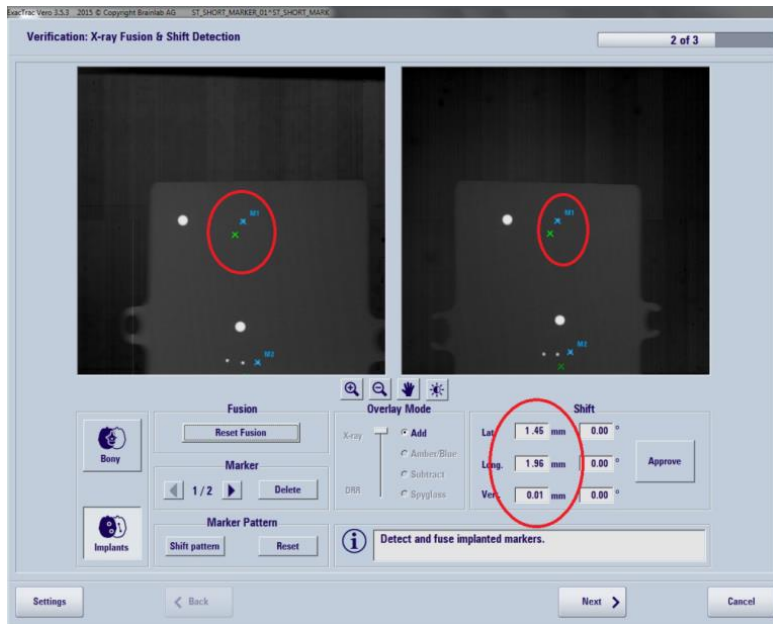 ExacTrac Vero 3.5.3 2015 © Copyright Brainlab AG ST_SHORT_MARKER_01^ST_SHORT_MARK
Verification: X-ray Fusion & Shift Detection
2 of 3
M1
M2
M1
M2
Fusion
Reset Fusion
Marker
1 / 2
Delete
Marker Pattern
Shift pattern
Reset
Bony
Implants
Overlay Mode
X-ray
DRR
Add
Amber/Blue
Subtract
Spyglass
Shift
Lat. 1.45 mm 0.00 °
Long. 1.96 mm 0.00 °
Vert. 0.01 mm 0.00 °
Approve
Detect and fuse implanted markers.
Settings
Back
Next
Cancel